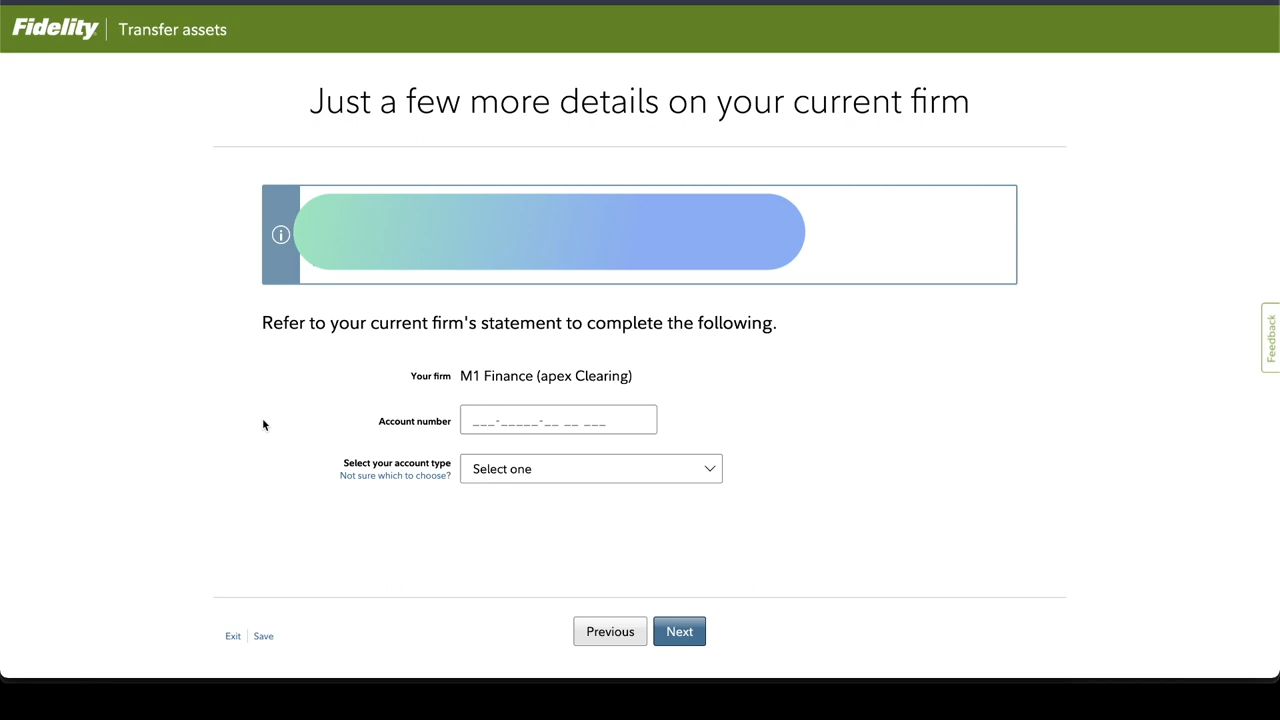 Fidelity Transfer assets
Just a few more details on your current firm
Refer to your current firm's statement to complete the following.
Your firm M1 Finance (apex Clearing)
Account number ___-_____-__ __ ___
Select your account type Select one
Not sure which to choose?
Exit Save
Previous Next
Feedback